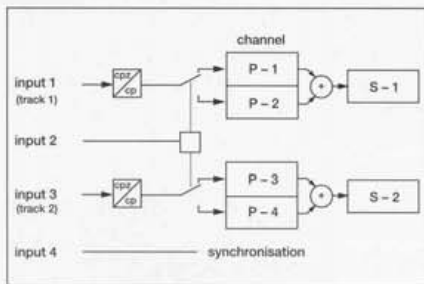 channel
input 1
(track 1)
cpz
cp
P – 1
P – 2
+
S – 1
input 2
input 3
(track 2)
cpz
cp
P – 3
P – 4
+
S – 2
input 4
synchronisation